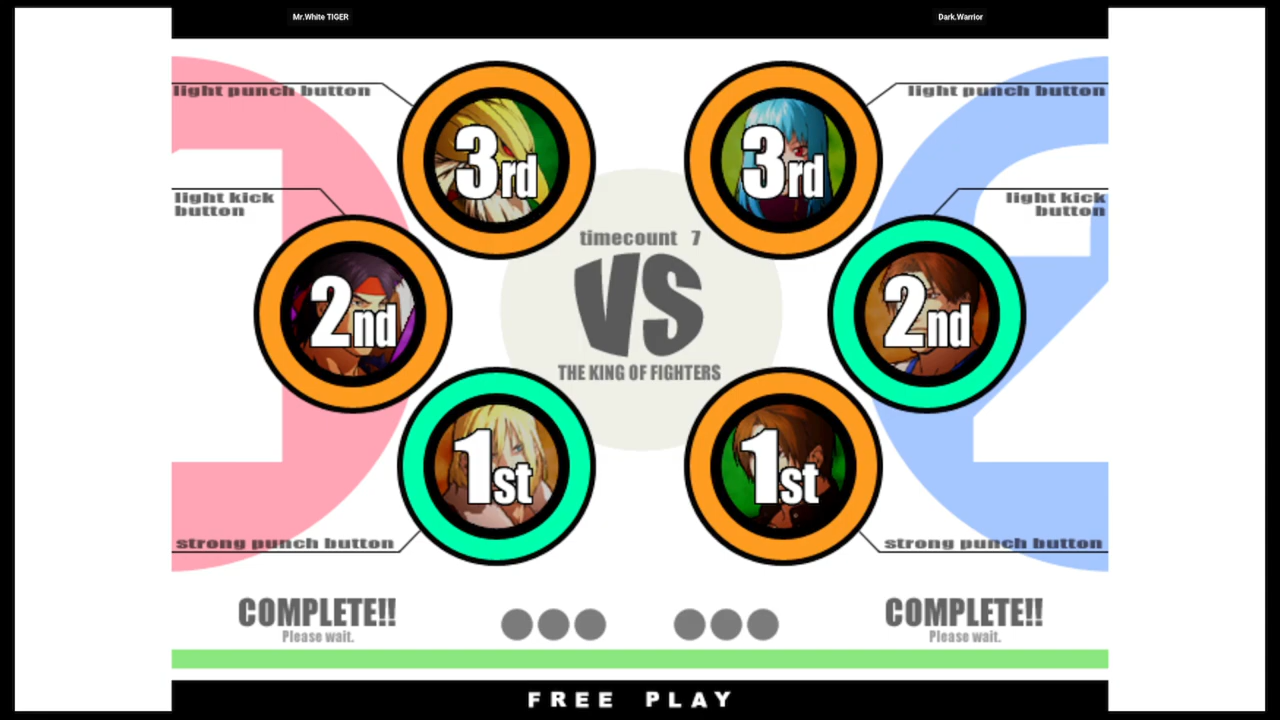 Mr.White TIGER
Dark.Warrior
light punch button
3rd
3rd
light punch button
light kick
button
light kick
button
timecount 7
VS
THE KING OF FIGHTERS
2nd
2nd
1st
1st
strong punch button
strong punch button
COMPLETE!!
Please wait.
COMPLETE!!
Please wait.
FREE PLAY